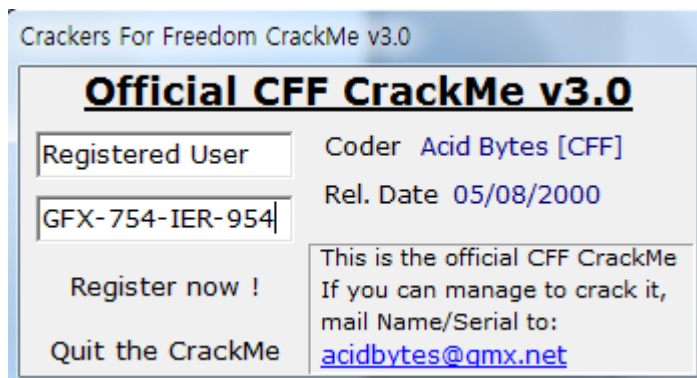 Crackers For Freedom CrackMe v3.0
Official CFF CrackMe v3.0
Registered User
GFX-754-IER-954
Register now !
Quit the CrackMe
Coder Acid Bytes [CFF]
Rel. Date 05/08/2000
This is the official CFF CrackMe
If you can manage to crack it,
mail Name/Serial to:
acidbytes@gmx.net